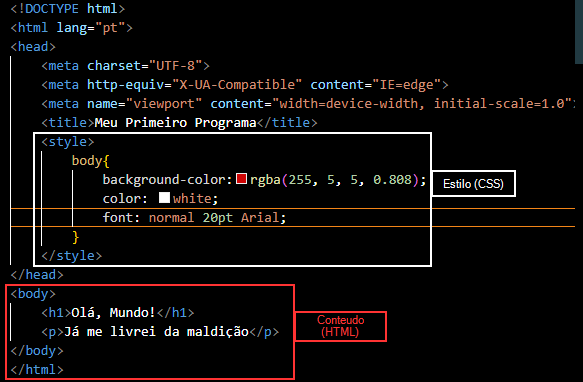 <!DOCTYPE html>
<html lang="pt">
<head>
<meta charset="UTF-8">
<meta http-equiv="X-UA-Compatible" content="IE=edge">
<meta name="viewport" content="width=device-width, initial-scale=1.0">
<title>Meu Primeiro Programa</title>
<style>
body{
background-color: rgba(255, 5, 5, 0.808);
color: white;
font: normal 20pt Arial;
}
</style>
Estilo (CSS)
</head>
<body>
<h1>Olá, Mundo!</h1>
<p>Já me livrei da maldição</p>
</body>
</html>
Conteudo
(HTML)